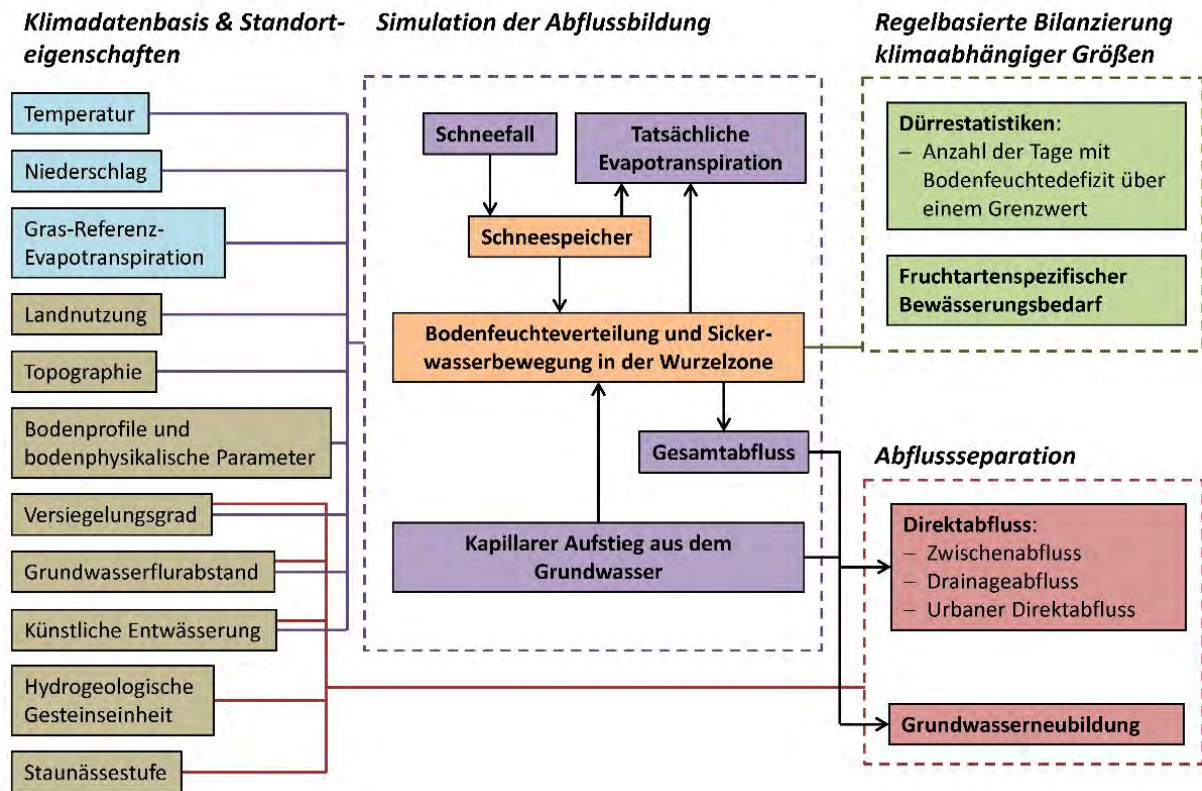 Klimadatenbasis & Standort-
eigenschaften
Temperatur
Niederschlag
Gras-Referenz-
Evapotranspiration
Landnutzung
Topographie
Bodenprofile und
bodenphysikalische Parameter
Versiegelungsgrad
Grundwasserflurabstand
Künstliche Entwässerung
Hydrogeologische
Gesteinseinheit
Staunässestufe
Simulation der Abflussbildung
Schneefall
Tatsächliche
Evapotranspiration
Schneespeicher
Bodenfeuchteverteilung und Sicker-
wasserbewegung in der Wurzelzone
Gesamtabfluss
Kapillarer Aufstieg aus dem
Grundwasser
Regelbasierte Bilanzierung
klimaabhängiger Größen
Dürrestatistiken:
– Anzahl der Tage mit
Bodenfeuchtedefizit über
einem Grenzwert
Fruchtartenspezifischer
Bewässerungsbedarf
Abflussseparation
Direktabfluss:
– Zwischenabfluss
– Drainageabfluss
– Urbaner Direktabfluss
Grundwasserneubildung